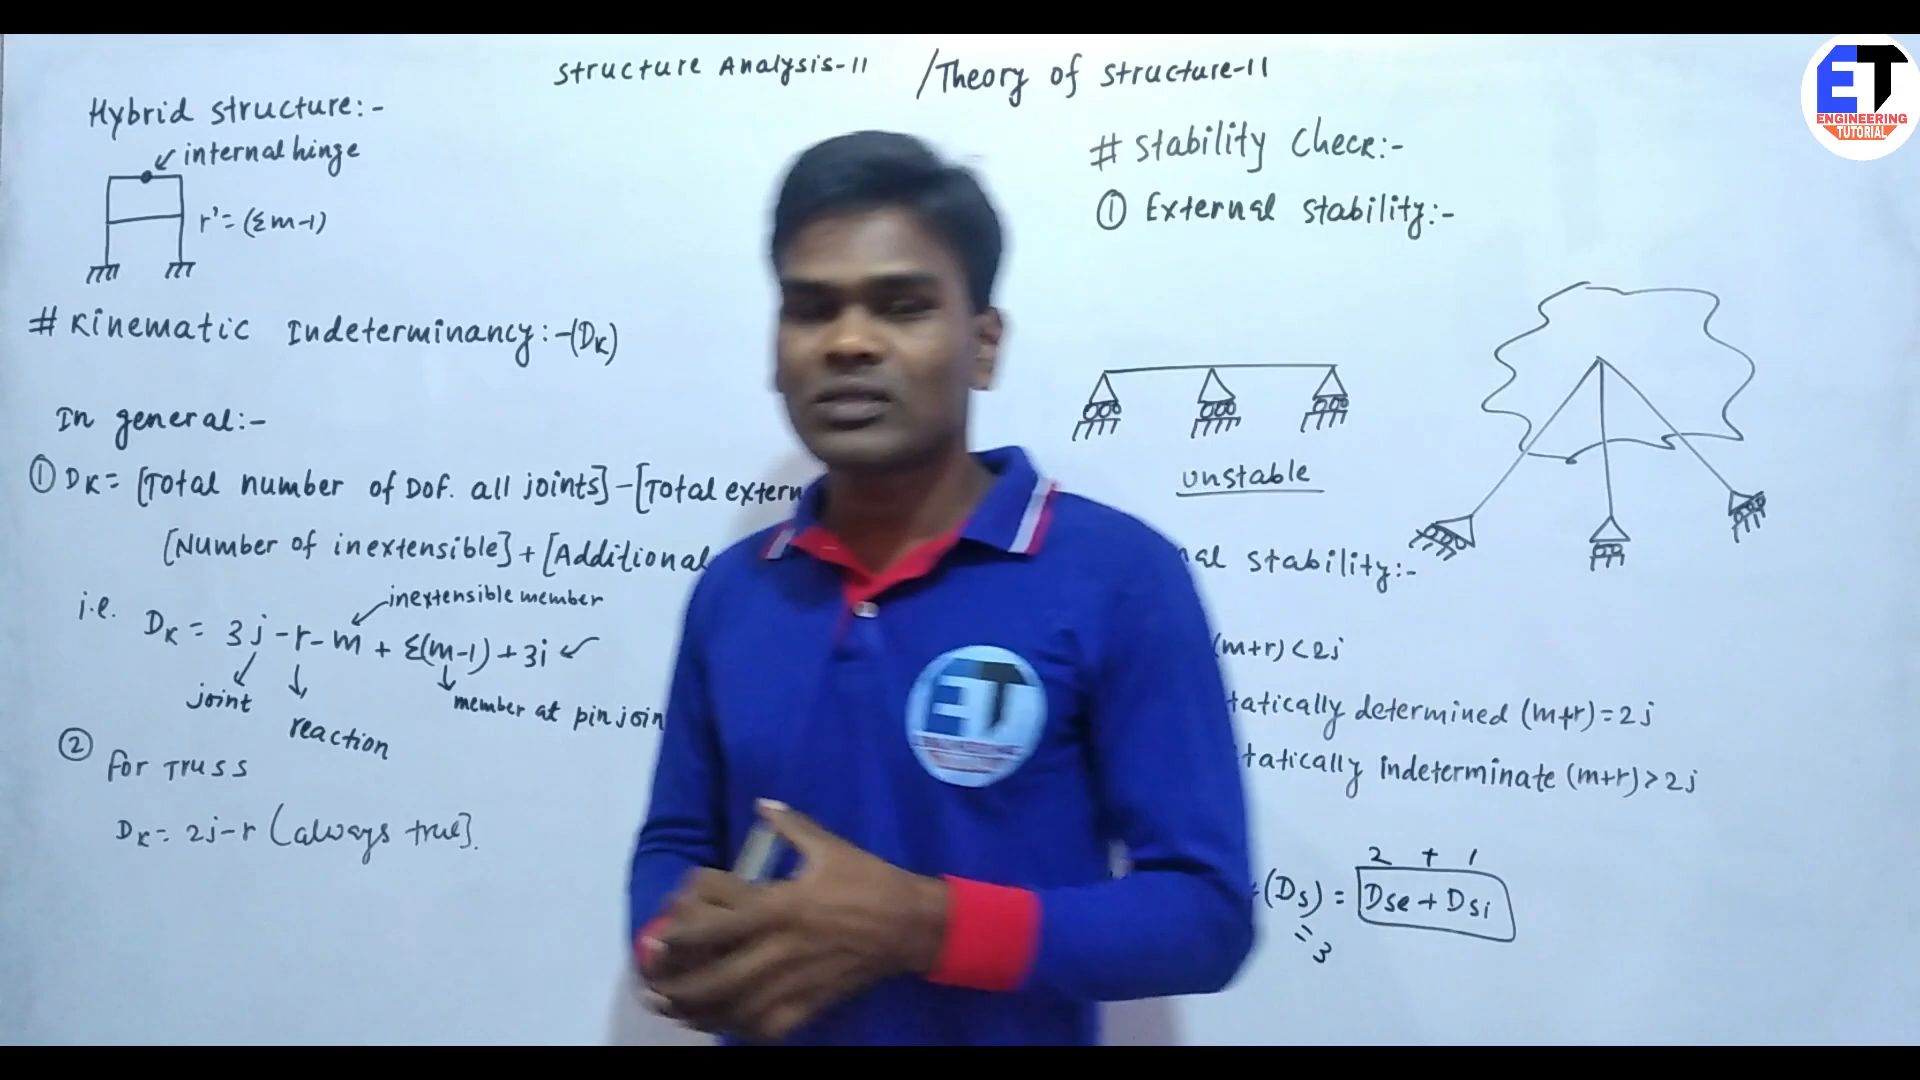 Structure Analysis-II /Theory of structure-II
Hybrid structure:-
internal hinge
r'= (Σm-1)
# Kinematic Indeterminancy:-(DK)
In general:-
① DK= [Total number of DoF. all joints] -[Total extern
[Number of inextensible] + [Additional
inextensible member
i.e. DK = 3j -r- m + Σ(m-1) + 3i
joint
reaction
member at pin join
② for Truss
DK= 2j-r (always true].
# Stability Check:-
① External stability:-
unstable
nal stability:-
(m+r) < 2j
tatically determined (m+r)=2j
tatically indeterminate (m+r)>2j
2 + 1
(Ds) = Dse + Dsi
= 3
ET
ENGINEERING
TUTORIAL
ET